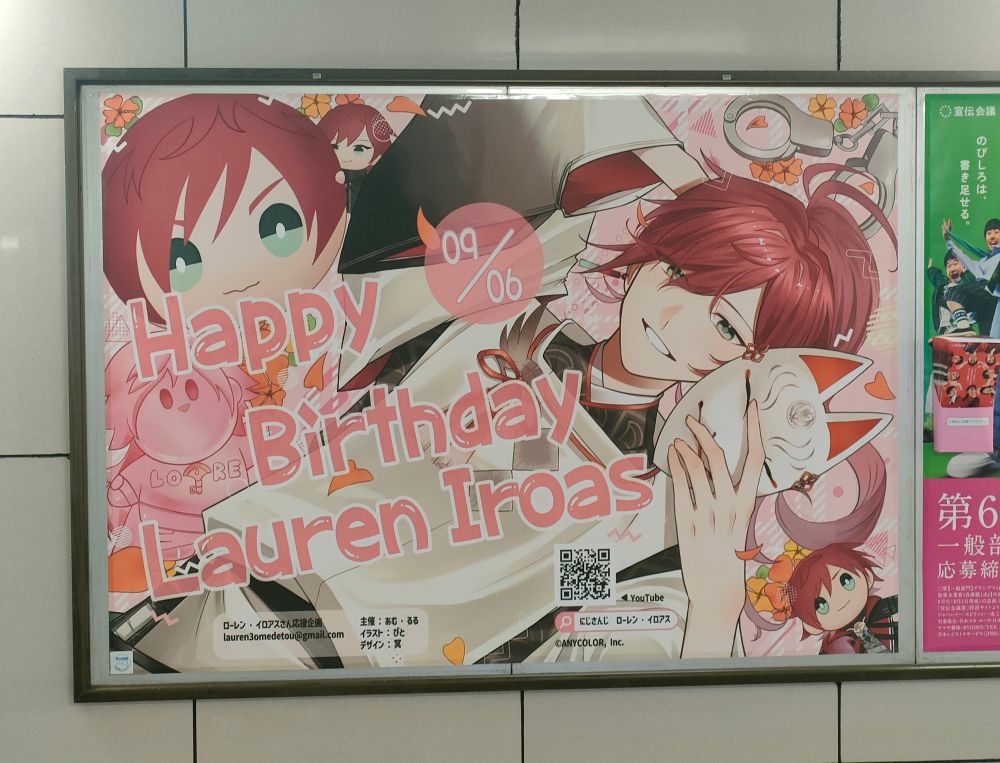 09/06
Happy
Birthday
Lauren Iroas
LORE
ローレン・イロアスさん応援企画
lauren3omedetou@gmail.com
主催：あむ・るる
イラスト：びと
デザイン：冥
◀ YouTube
にじさんじ ローレン・イロアス
©ANYCOLOR, Inc.
宣伝会議
のびしろは、
書き足せる。
第6
一般部
応募締